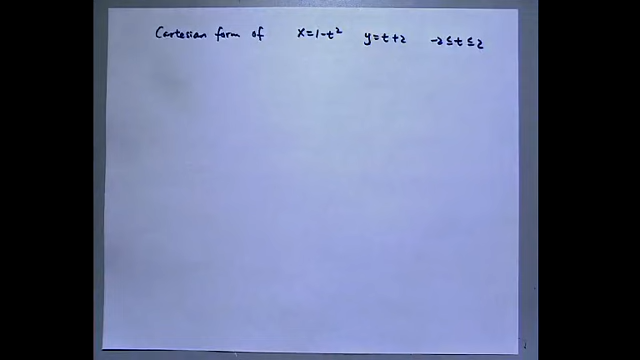 Cartesian form of x=1-t² y=t+2 -2≤t≤2